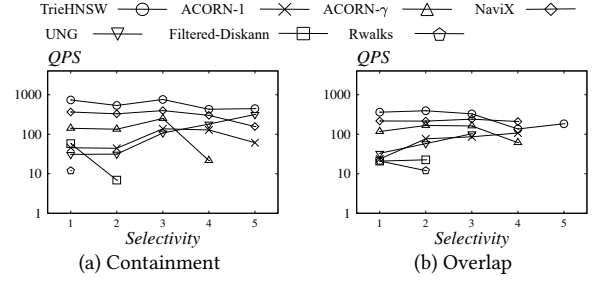 TrieHNSW ACORN-1 ACORN-γ NaviX
UNG Filtered-Diskann Rwalks
QPS QPS
1000 1000
100 100
10 10
1 1
1 2 3 4 5 1 2 3 4 5
Selectivity Selectivity
(a) Containment (b) Overlap